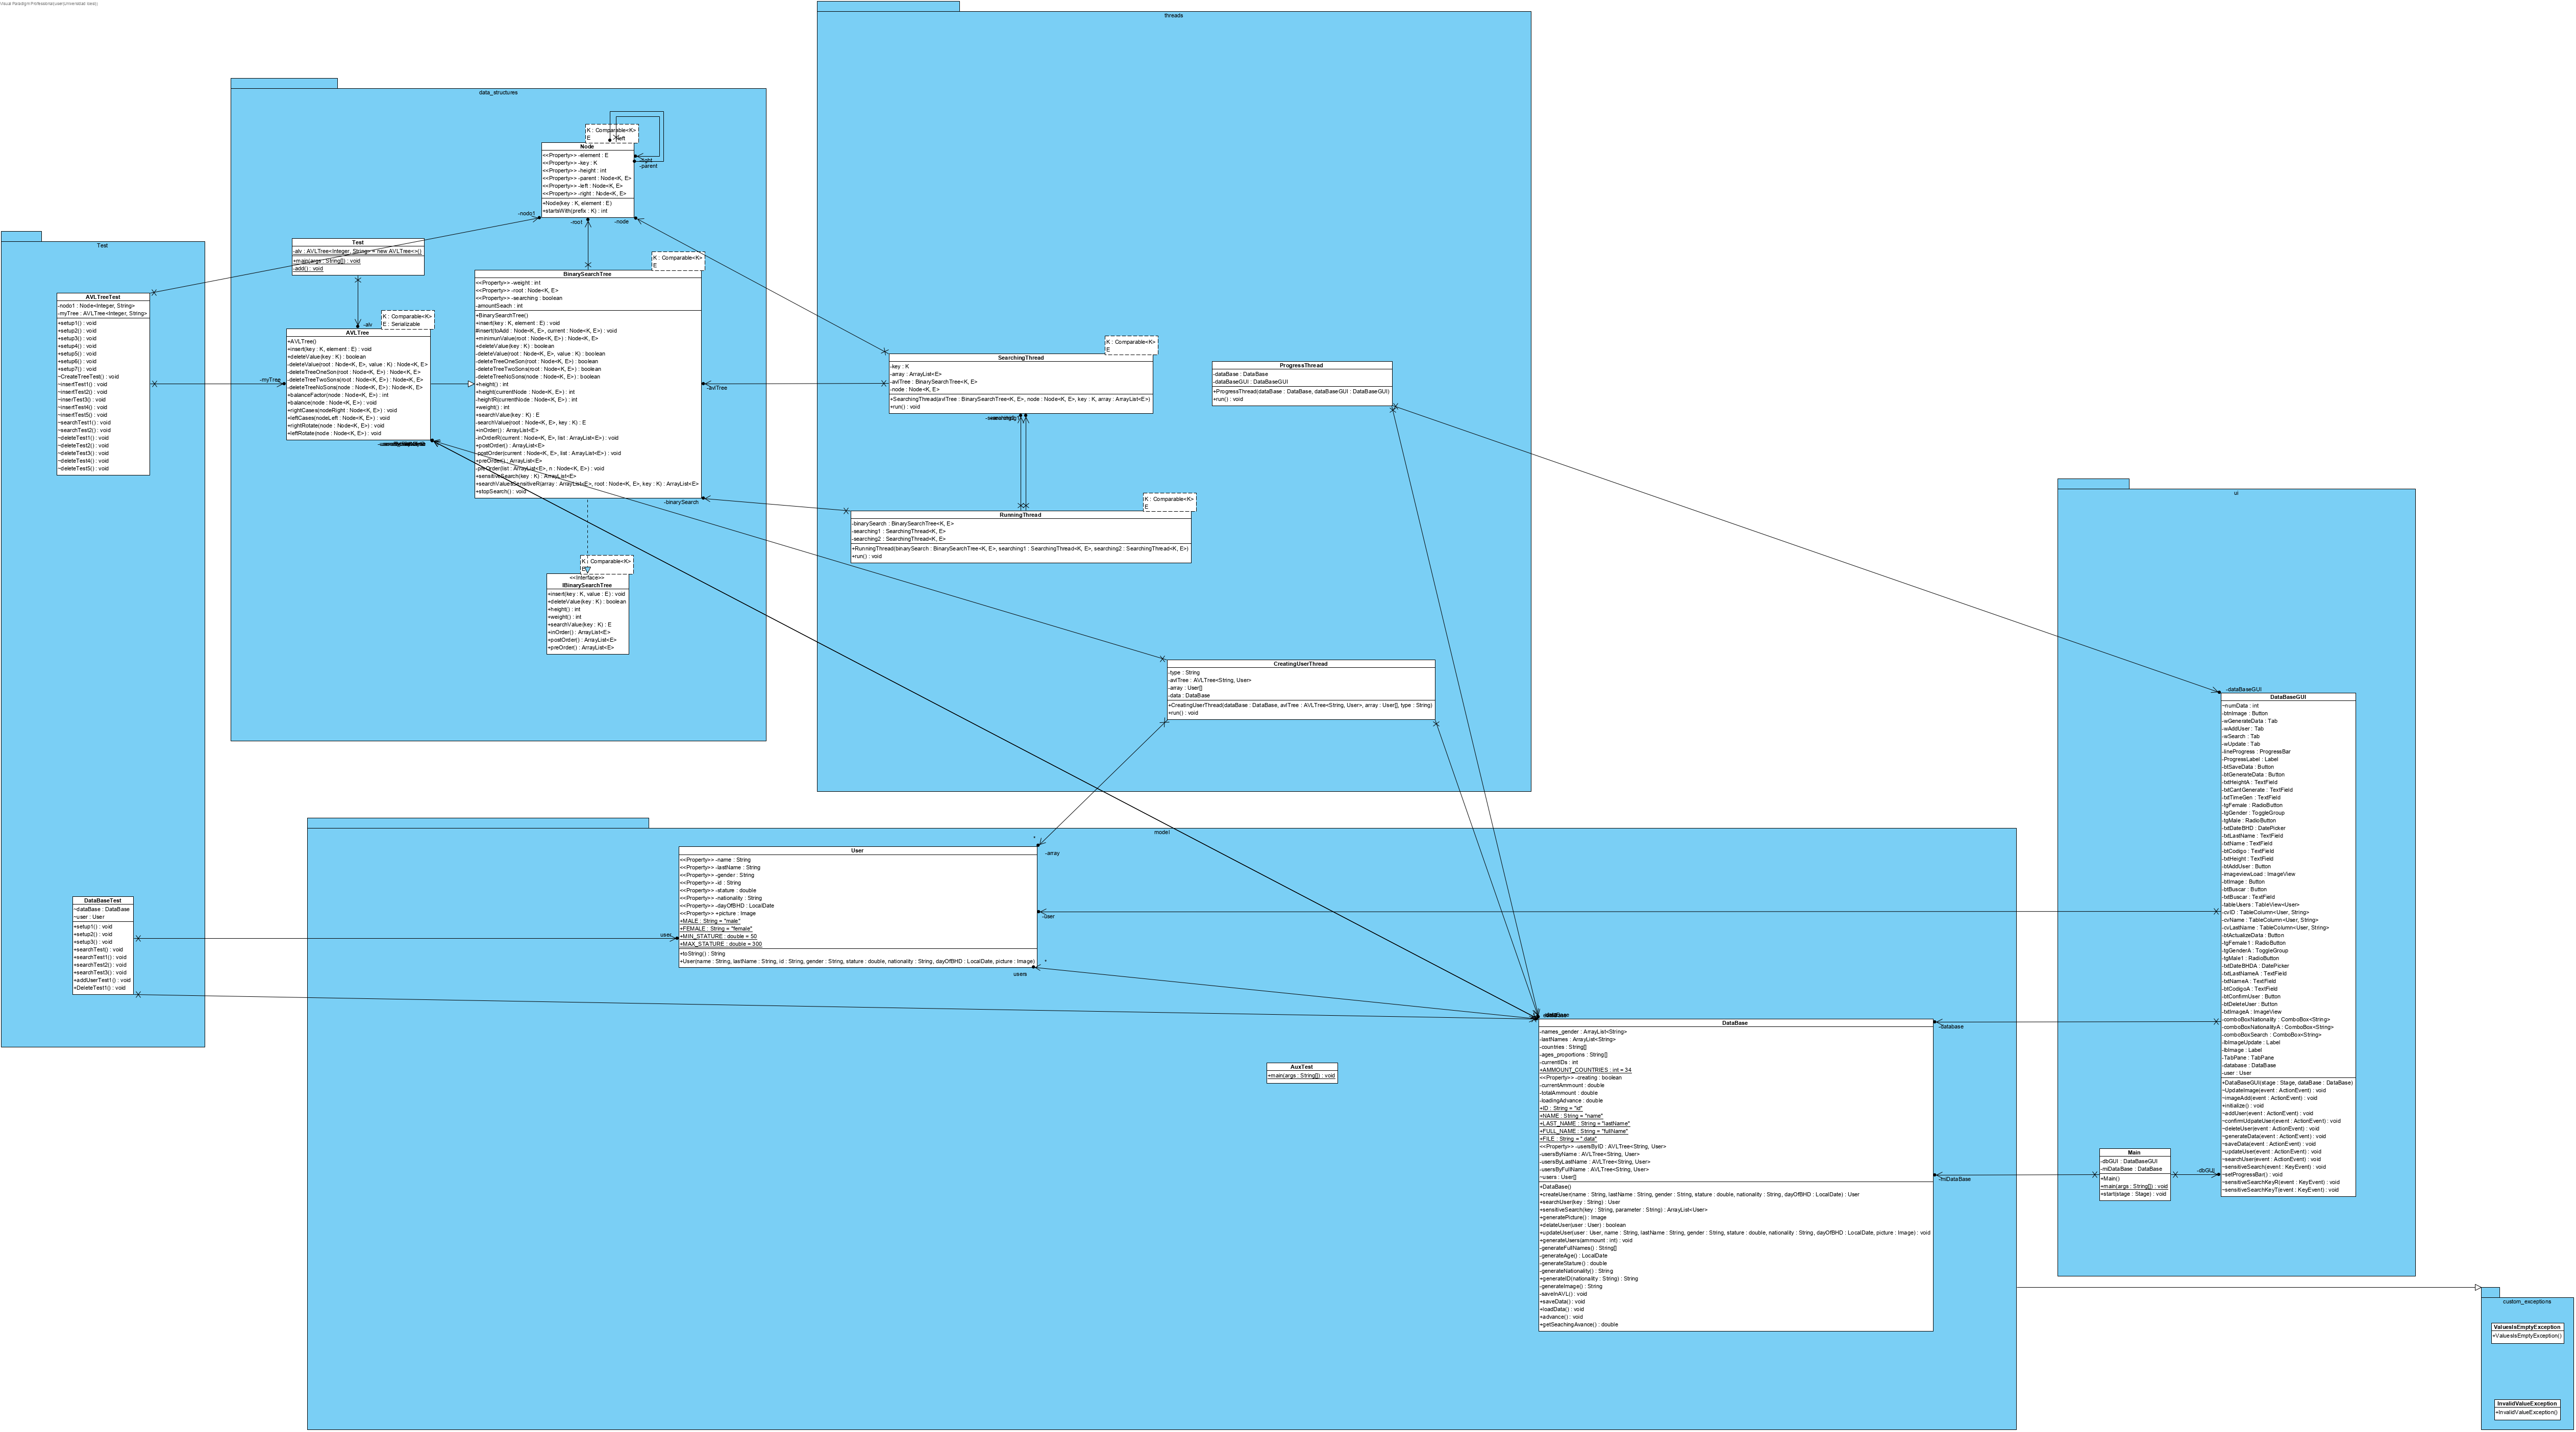 Visual Paradigm Professional(user(Universidad Icesi))
threads
data_structures
K : Comparable<K>
E
-left
Node
<<Property>> -element : E
<<Property>> -key : K
<<Property>> -height : int
<<Property>> -parent : Node<K, E>
<<Property>> -left : Node<K, E>
<<Property>> -right : Node<K, E>
+Node(key : K, element : E)
+startsWith(prefix : K) : int
-right
-parent
-nodo1
-root
-node
Test
Test
-alv : AVLTree<Integer, String> = new AVLTree<>()
+main(args : String[]) : void
-add() : void
AVLTreeTest
-nodo1 : Node<Integer, String>
-myTree : AVLTree<Integer, String>
+setup1() : void
+setup2() : void
+setup3() : void
+setup4() : void
+setup5() : void
+setup6() : void
+setup7() : void
~CreateTreeTest() : void
~insertTest1() : void
~insertTest2() : void
~inserTest3() : void
~insertTest4() : void
~insertTest5() : void
~searchTest1() : void
~searchTest2() : void
~deleteTest1() : void
~deleteTest2() : void
~deleteTest3() : void
~deleteTest4() : void
~deleteTest5() : void
-myTree
-alv
K : Comparable<K>
E : Serializable
AVLTree
+AVLTree()
+insert(key : K, element : E) : void
+deleteValue(key : K) : boolean
-deleteValue(root : Node<K, E>, value : K) : Node<K, E>
-deleteTreeOneSon(root : Node<K, E>) : Node<K, E>
-deleteTreeTwoSons(root : Node<K, E>) : Node<K, E>
-deleteTreeNoSons(node : Node<K, E>) : Node<K, E>
+balanceFactor(node : Node<K, E>) : int
+balance(node : Node<K, E>) : void
+rightCases(nodeRight : Node<K, E>) : void
+leftCases(nodeLeft : Node<K, E>) : void
+rightRotate(node : Node<K, E>) : void
+leftRotate(node : Node<K, E>) : void
K : Comparable<K>
E
BinarySearchTree
<<Property>> -weight : int
<<Property>> -root : Node<K, E>
<<Property>> -searching : boolean
-amountSeach : int
+BinarySearchTree()
+insert(key : K, element : E) : void
#insert(toAdd : Node<K, E>, current : Node<K, E>) : void
+minimunValue(root : Node<K, E>) : Node<K, E>
+deleteValue(key : K) : boolean
-deleteValue(root : Node<K, E>, value : K) : boolean
-deleteTreeOneSon(root : Node<K, E>) : boolean
-deleteTreeTwoSons(root : Node<K, E>) : boolean
-deleteTreeNoSons(node : Node<K, E>) : boolean
+height() : int
+height(currentNode : Node<K, E>) : int
-heightR(currentNode : Node<K, E>) : int
+weight() : int
+searchValue(key : K) : E
-searchValue(root : Node<K, E>, key : K) : E
+inOrder() : ArrayList<E>
-inOrderR(current : Node<K, E>, list : ArrayList<E>) : void
+postOrder() : ArrayList<E>
-postOrder(current : Node<K, E>, list : ArrayList<E>) : void
+preOrder() : ArrayList<E>
-preOrder(list : ArrayList<E>, n : Node<K, E>) : void
+sensitiveSearch(key : K) : ArrayList<E>
+searchValuesSensitiveR(array : ArrayList<E>, root : Node<K, E>, key : K) : ArrayList<E>
+stopSearch() : void
-avlTree
-binarySearch
K : Comparable<K>
E
<<Interface>>
IBinarySearchTree
+insert(key : K, value : E) : void
+deleteValue(key : K) : boolean
+height() : int
+weight() : int
+searchValue(key : K) : E
+inOrder() : ArrayList<E>
+postOrder() : ArrayList<E>
+preOrder() : ArrayList<E>
K : Comparable<K>
E
SearchingThread
-key : K
-array : ArrayList<E>
-avlTree : BinarySearchTree<K, E>
-node : Node<K, E>
+SearchingThread(avlTree : BinarySearchTree<K, E>, node : Node<K, E>, key : K, array : ArrayList<E>)
+run() : void
ProgressThread
-dataBase : DataBase
-dataBaseGUI : DataBaseGUI
+ProgressThread(dataBase : DataBase, dataBaseGUI : DataBaseGUI)
+run() : void
K : Comparable<K>
E
RunningThread
-binarySearch : BinarySearchTree<K, E>
-searching1 : SearchingThread<K, E>
-searching2 : SearchingThread<K, E>
+RunningThread(binarySearch : BinarySearchTree<K, E>, searching1 : SearchingThread<K, E>, searching2 : SearchingThread<K, E>)
+run() : void
CreatingUserThread
-type : String
-avlTree : AVLTree<String, User>
-array : User[]
-data : DataBase
+CreatingUserThread(dataBase : DataBase, avlTree : AVLTree<String, User>, array : User[], type : String)
+run() : void
ui
-dataBaseGUI
DataBaseGUI
~numData : int
-btnImage : Button
-wGenerateData : Tab
-wAddUser : Tab
-wSearch : Tab
-wUpdate : Tab
-lineProgress : ProgressBar
-ProgressLabel : Label
-btSaveData : Button
-btGenerateData : Button
-txtHeightA : TextField
-txtCantGenerate : TextField
-txtTimeGen : TextField
-tgFemale : RadioButton
-tgGender : ToggleGroup
-tgMale : RadioButton
-txtDateBHD : DatePicker
-txtLastName : TextField
-txtName : TextField
-btCodigo : TextField
-txtHeight : TextField
-btAddUser : Button
-imageviewLoad : ImageView
-btImage : Button
-btBuscar : Button
-txtBuscar : TextField
-tableUsers : TableView<User>
-cvID : TableColumn<User, String>
-cvName : TableColumn<User, String>
-cvLastName : TableColumn<User, String>
-btActualizeData : Button
-tgFemale1 : RadioButton
-tgGenderA : ToggleGroup
-tgMale1 : RadioButton
-txtDateBHDA : DatePicker
-txtLastNameA : TextField
-txtNameA : TextField
-btCodigoA : TextField
-btConfirmUser : Button
-btDeleteUser : Button
-txtImageA : ImageView
-comboBoxNationality : ComboBox<String>
-comboBoxNationalityA : ComboBox<String>
-comboBoxSearch : ComboBox<String>
-lbImageUpdate : Label
-lbImage : Label
-TabPane : TabPane
-database : DataBase
-user : User
+DataBaseGUI(stage : Stage, dataBase : DataBase)
~UpdateImage(event : ActionEvent) : void
~imageAdd(event : ActionEvent) : void
+initialize() : void
~addUser(event : ActionEvent) : void
~confirmUdpateUser(event : ActionEvent) : void
~deleteUser(event : ActionEvent) : void
~generateData(event : ActionEvent) : void
~saveData(event : ActionEvent) : void
~updateUser(event : ActionEvent) : void
~searchUser(event : ActionEvent) : void
~sensitiveSearch(event : KeyEvent) : void
~setProgressBar() : void
~sensitiveSearchKeyR(event : KeyEvent) : void
~sensitiveSearchKeyT(event : KeyEvent) : void
model
*
-array
User
<<Property>> -name : String
<<Property>> -lastName : String
<<Property>> -gender : String
<<Property>> -id : String
<<Property>> -stature : double
<<Property>> -nationality : String
<<Property>> -dayOfBHD : LocalDate
<<Property>> +picture : Image
+MALE : String = "male"
+FEMALE : String = "female"
+MIN_STATURE : double = 50
+MAX_STATURE : double = 300
+toString() : String
+User(name : String, lastName : String, id : String, gender : String, stature : double, nationality : String, dayOfBHD : LocalDate, picture : Image)
-user
user
*
users
DataBaseTest
~dataBase : DataBase
~user : User
+setup1() : void
+setup2() : void
+setup3() : void
+searchTest() : void
+searchTest1() : void
+searchTest2() : void
+searchTest3() : void
+addUserTest1() : void
+DeleteTest1() : void
AuxTest
+main(args : String[]) : void
DataBase
-names_gender : ArrayList<String>
-lastNames : ArrayList<String>
-countries : String[]
-ages_proportions : String[]
-currentIDs : int
+AMMOUNT_COUNTRIES : int = 34
<<Property>> -creating : boolean
-currentAmmount : double
-totalAmmount : double
-loadingAdvance : double
+ID : String = "id"
+NAME : String = "name"
+LAST_NAME : String = "lastName"
+FULL_NAME : String = "fullName"
+FILE : String = ".data"
<<Property>> -usersByID : AVLTree<String, User>
-usersByName : AVLTree<String, User>
-usersByLastName : AVLTree<String, User>
-usersByFullName : AVLTree<String, User>
~users : User[]
+DataBase()
+createUser(name : String, lastName : String, gender : String, stature : double, nationality : String, dayOfBHD : LocalDate) : User
+searchUser(key : String) : User
+sensitiveSearch(key : String, parameter : String) : ArrayList<User>
+generatePicture() : Image
+delateUser(user : User) : boolean
+updateUser(user : User, name : String, lastName : String, gender : String, stature : double, nationality : String, dayOfBHD : LocalDate, picture : Image) : void
+generateUsers(ammount : int) : void
-generateFullNames() : String[]
-generateAge() : LocalDate
-generateStature() : double
-generateNationality() : String
+generateID(nationality : String) : String
-generateImage() : String
-saveInAVL() : void
+saveData() : void
+loadData() : void
+advance() : void
+getSeachingAvance() : double
-database
-miDataBase
Main
-dbGUI : DataBaseGUI
-miDataBase : DataBase
+Main()
+main(args : String[]) : void
+start(stage : Stage) : void
-dbGUI
custom_exceptions
ValuesIsEmptyException
+ValuesIsEmptyException()
InvalidValueException
+InvalidValueException()